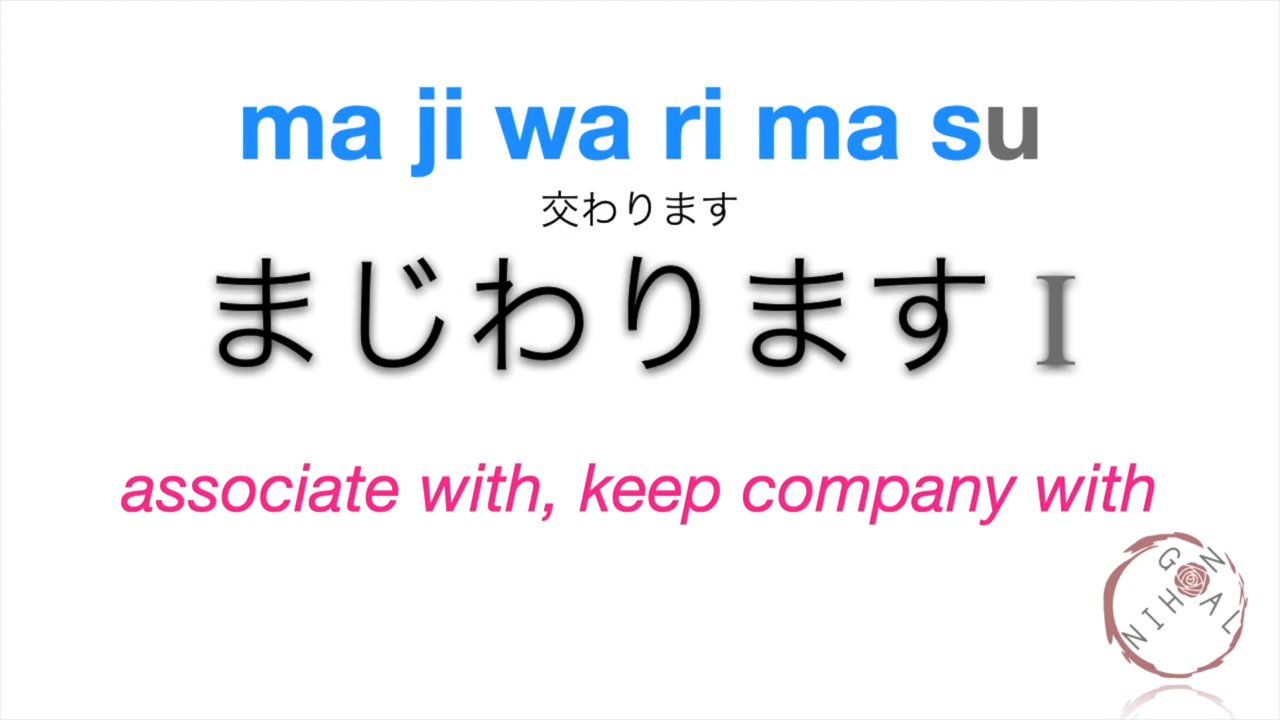 ma ji wa ri ma su
交わります
まじわります I
associate with, keep company with
NIHON
GNAL